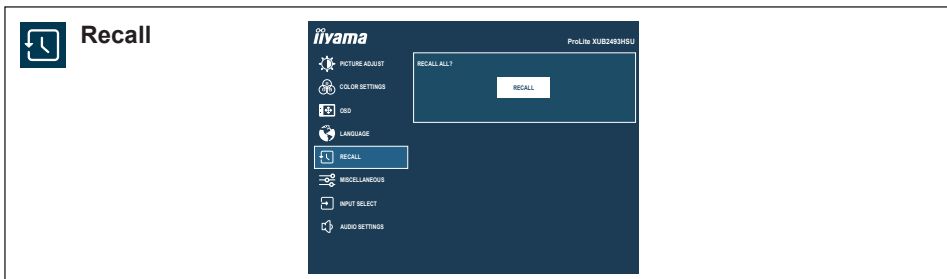 Recall
iiyama
ProLite XUB2493HSU
PICTURE ADJUST
RECALL ALL?
COLOR SETTINGS
RECALL
OSD
LANGUAGE
RECALL
MISCELLANEOUS
INPUT SELECT
AUDIO SETTINGS